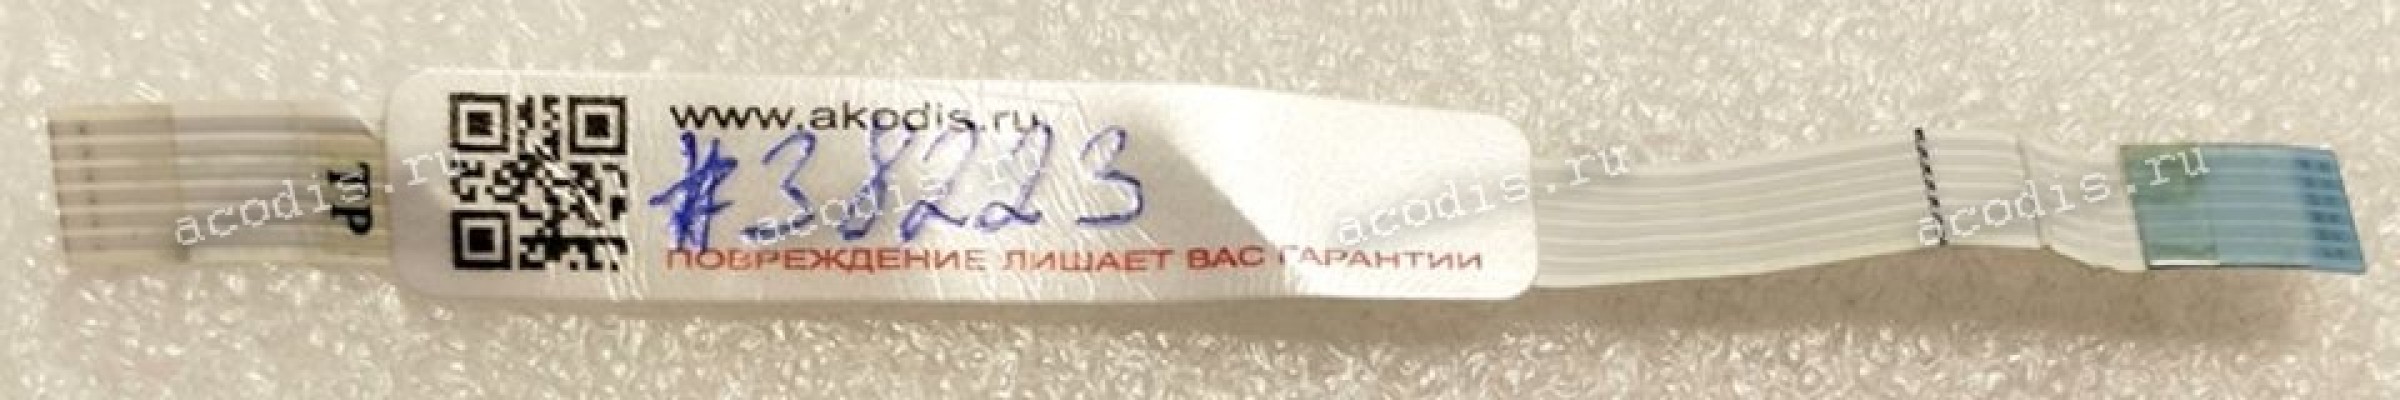 www.akodis.ru
#38223
ПОВРЕЖДЕНИЕ ЛИШАЕТ ВАС ГАРАНТИИ
TP
acodis.ru
acodis.ru
acodis.ru
acodis.ru